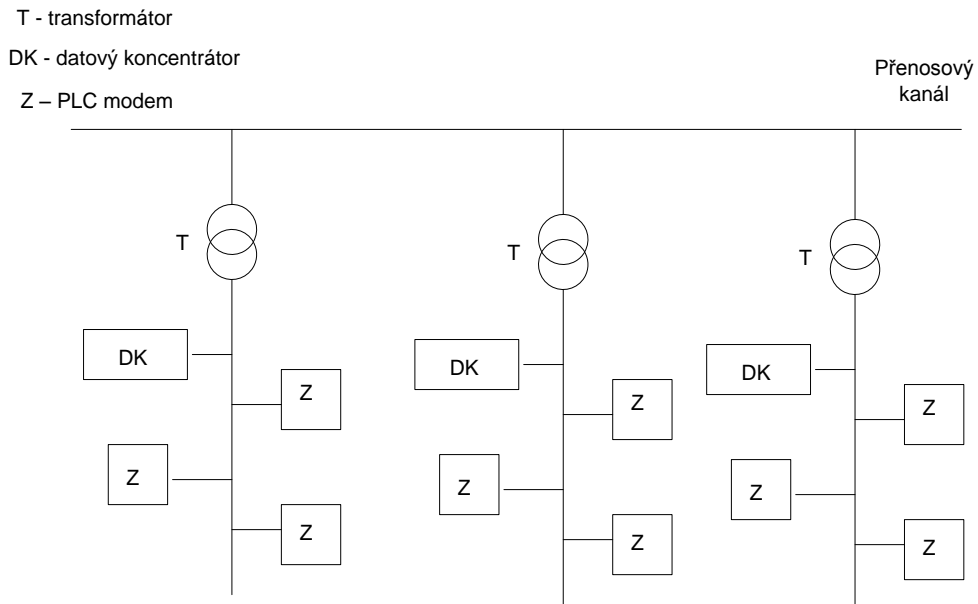 T - transformátor
DK - datový koncentrátor
Z – PLC modem
Přenosový
kanál
T
T
T
DK
DK
DK
Z
Z
Z
Z
Z
Z
Z
Z
Z